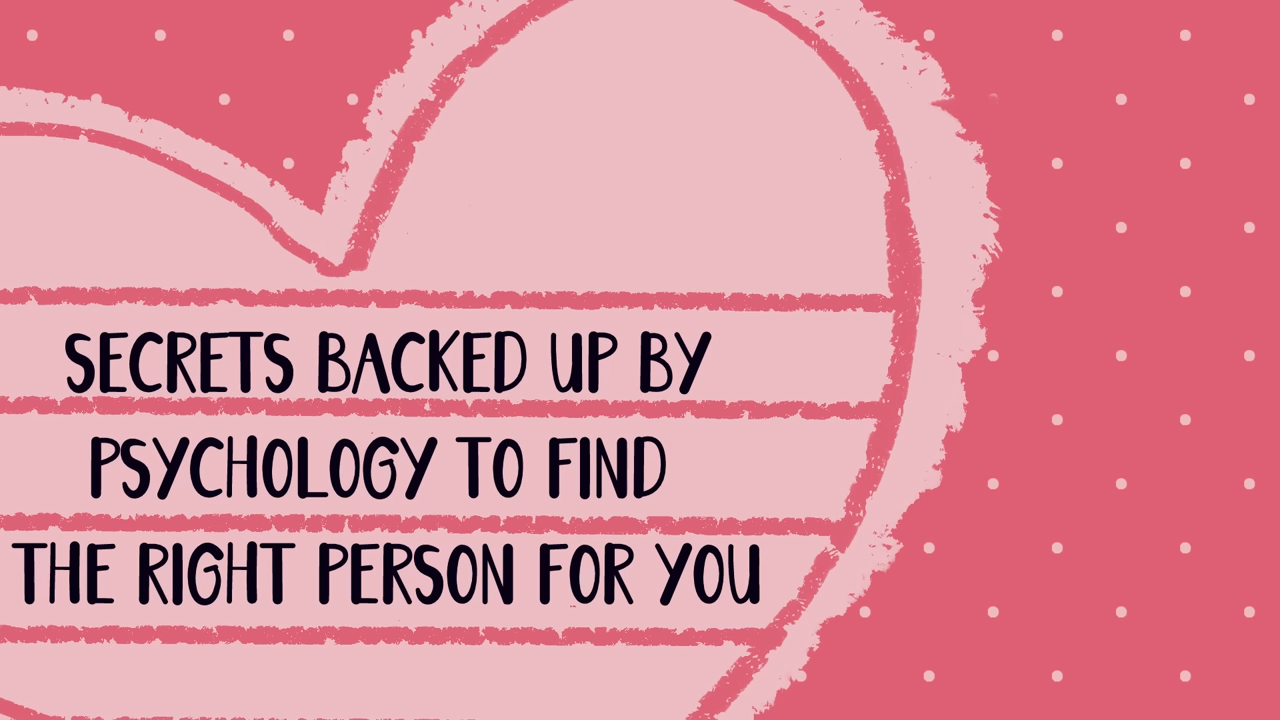 SECRETS BACKED UP BY
PSYCHOLOGY TO FIND
THE RIGHT PERSON FOR YOU